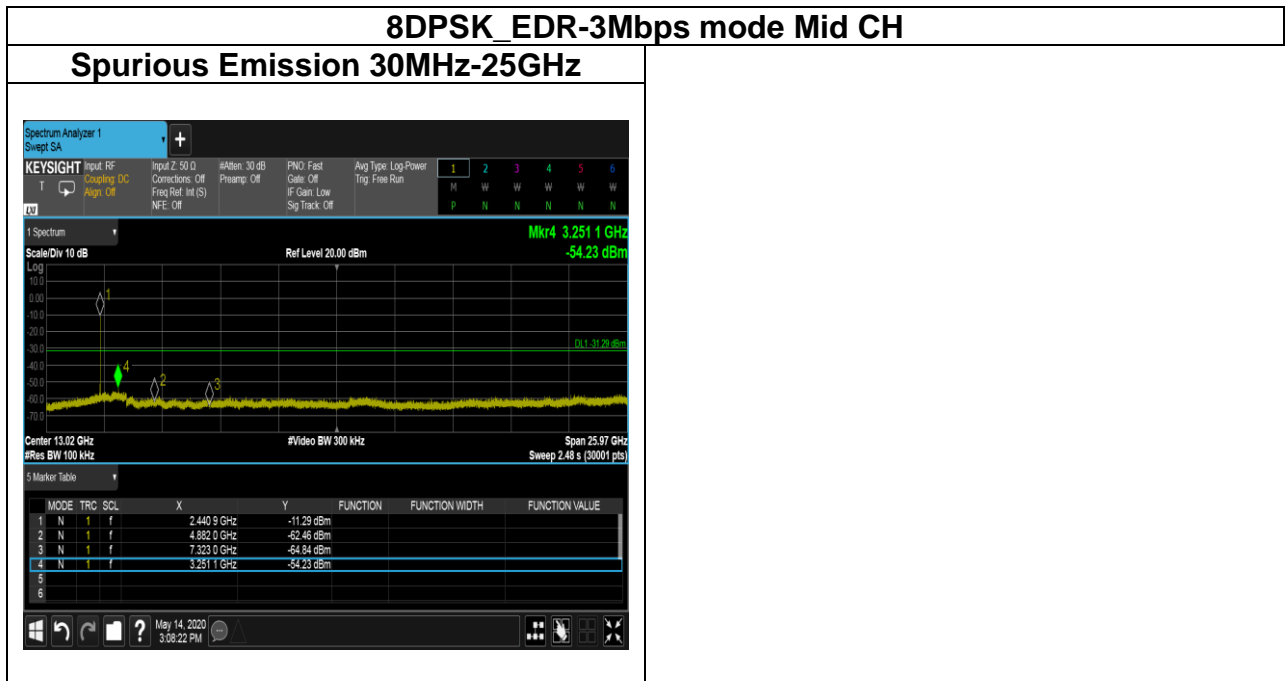 8DPSK_EDR-3Mbps mode Mid CH
Spurious Emission 30MHz-25GHz
Spectrum Analyzer 1
Swept SA
+
KEYSIGHT Input: RF Input Z: 50 Ω #Atten: 30 dB PNO: Fast Avg Type: Log-Power 1 2 3 4 5 6
T Coupling: DC Corrections: Off Preamp: Off Gate: Off Trig: Free Run M W W W W W
Align: Off Freq Ref: Int (S) IF Gain: Low
LXI NFE: Off Sig Track: Off P N N N N N
1 Spectrum Mkr4 3.251 1 GHz
Scale/Div 10 dB Ref Level 20.00 dBm -54.23 dBm
Log
10.0
0.00
1
-10.0
-20.0
-30.0 DL1 -31.29 dBm
-40.0
4
-50.0 2 3
-60.0
-70.0
Center 13.02 GHz #Video BW 300 kHz Span 25.97 GHz
#Res BW 100 kHz Sweep 2.48 s (30001 pts)
5 Marker Table
MODE TRC SCL X Y FUNCTION FUNCTION WIDTH FUNCTION VALUE
1 N 1 f 2.440 9 GHz -11.29 dBm
2 N 1 f 4.882 0 GHz -62.46 dBm
3 N 1 f 7.323 0 GHz -64.84 dBm
4 N 1 f 3.251 1 GHz -54.23 dBm
5
6
? May 14, 2020
3:08:22 PM